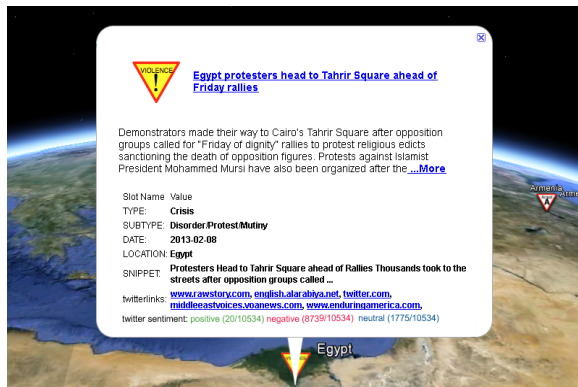 VIOLENCE
Egypt protesters head to Tahrir Square ahead of
Friday rallies
Demonstrators made their way to Cairo's Tahrir Square after opposition
groups called for "Friday of dignity" rallies to protest religious edicts
sanctioning the death of opposition figures. Protests against Islamist
President Mohammed Mursi have also been organized after the ...More
Slot Name Value
TYPE: Crisis
SUBTYPE: Disorder/Protest/Mutiny
DATE: 2013-02-08
LOCATION: Egypt
SNIPPET: Protesters Head to Tahrir Square ahead of Rallies Thousands took to the
streets after opposition groups called ...
twitterlinks: www.rawstory.com, english.alarabiya.net, twitter.com,
middleeastvoices.voanews.com, www.enduringamerica.com,
twitter sentiment: positive (20/10534) negative (8739/10534) neutral (1775/10534)
Armenia
Arme
Egypt